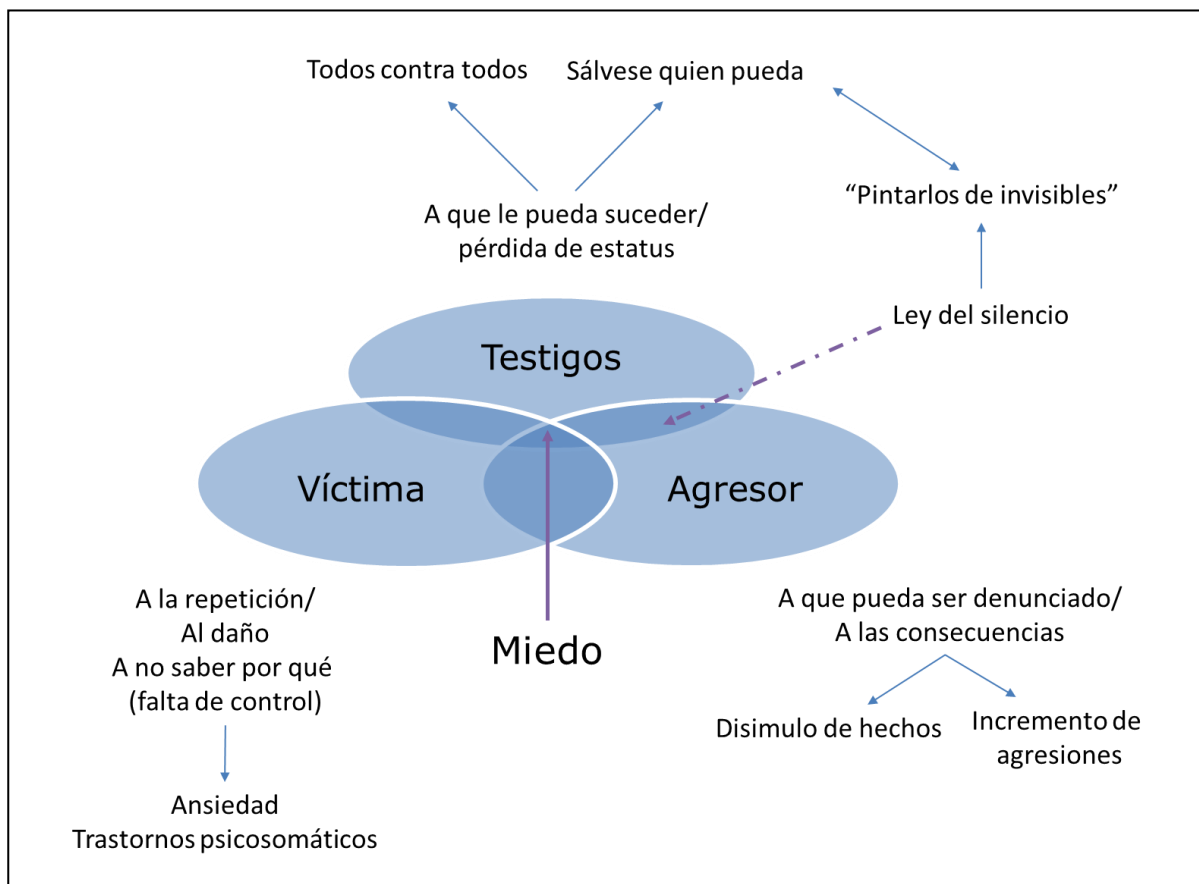 Todos contra todos
Sálvese quien pueda
“Pintarlos de invisibles”
A que le pueda suceder/
pérdida de estatus
Ley del silencio
Testigos
Víctima
Agresor
A la repetición/
Al daño
A no saber por qué
(falta de control)
Miedo
A que pueda ser denunciado/
A las consecuencias
Disimulo de hechos
Incremento de
agresiones
Ansiedad
Trastornos psicosomáticos